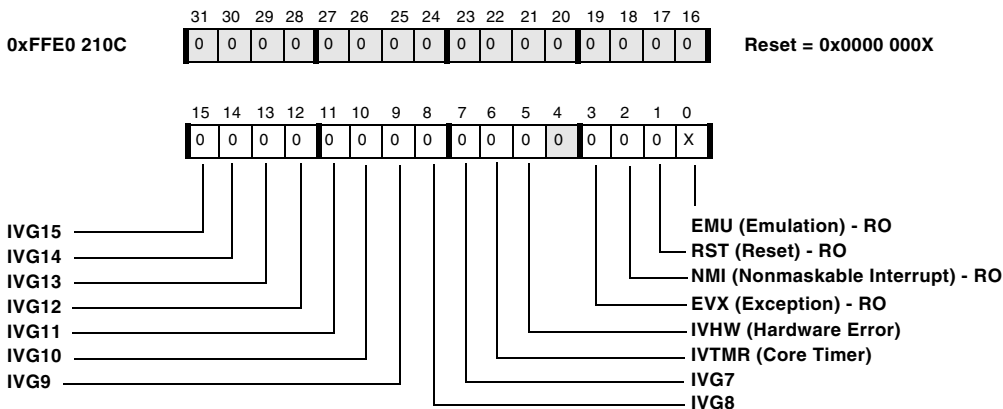 31 30 29 28 27 26 25 24 23 22 21 20 19 18 17 16
0xFFE0 210C 0 0 0 0 0 0 0 0 0 0 0 0 0 0 0 0 Reset = 0x0000 000X
15 14 13 12 11 10 9 8 7 6 5 4 3 2 1 0
0 0 0 0 0 0 0 0 0 0 0 0 0 0 0 X
IVG15
IVG14
IVG13
IVG12
IVG11
IVG10
IVG9
EMU (Emulation) - RO
RST (Reset) - RO
NMI (Nonmaskable Interrupt) - RO
EVX (Exception) - RO
IVHW (Hardware Error)
IVTMR (Core Timer)
IVG7
IVG8